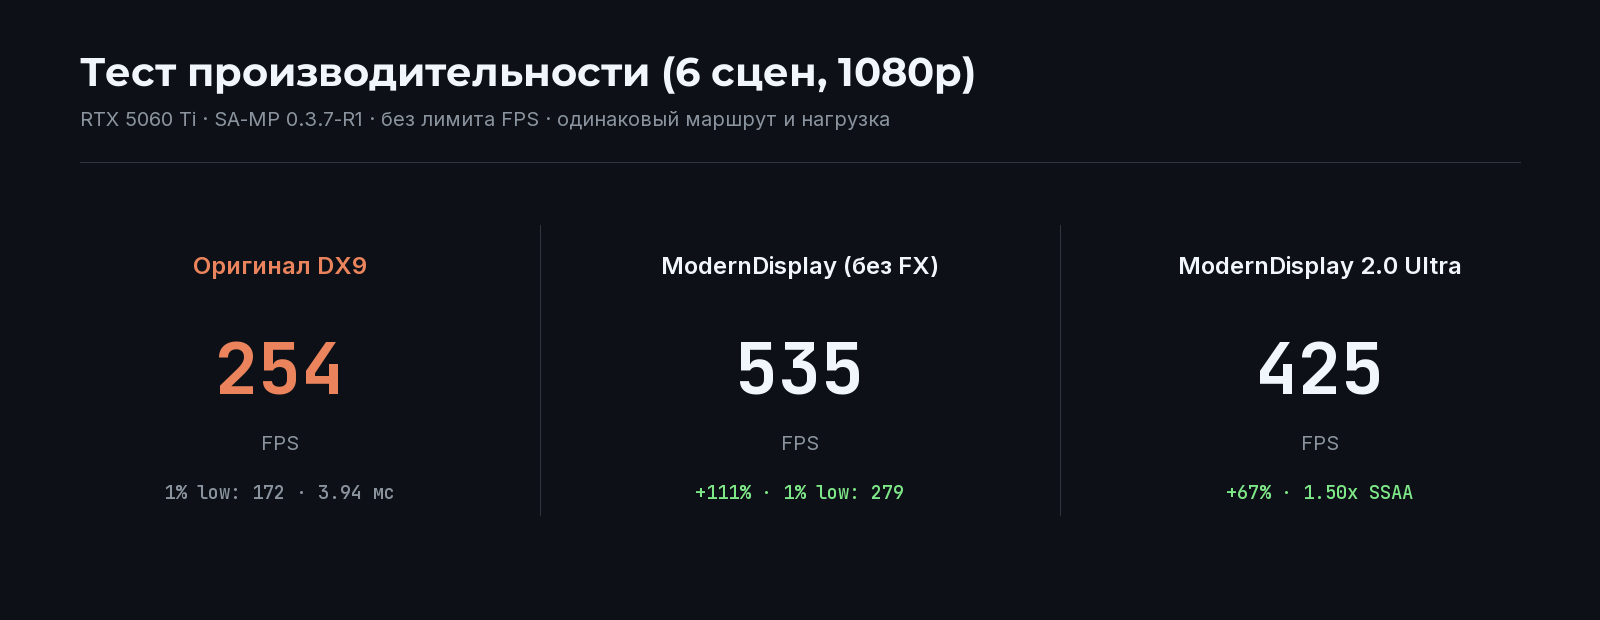 Тест производительности (6 сцен, 1080p)
RTX 5060 Ti · SA-MP 0.3.7-R1 · без лимита FPS · одинаковый маршрут и нагрузка
Оригинал DX9
254
FPS
1% low: 172 · 3.94 мс
ModernDisplay (без FX)
535
FPS
+111% · 1% low: 279
ModernDisplay 2.0 Ultra
425
FPS
+67% · 1.50x SSAA